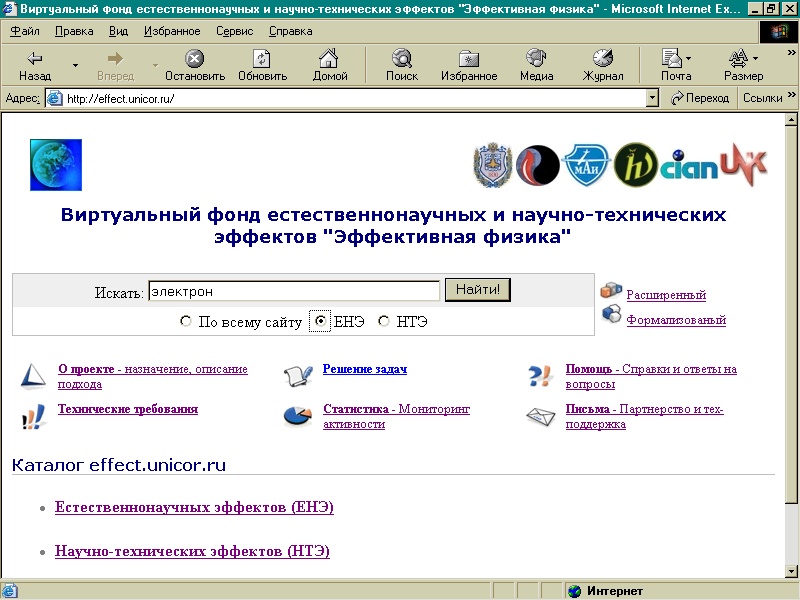 Виртуальный фонд естественнонаучных и научно-технических эффектов "Эффективная физика" - Microsoft Internet Ex...
Файл Правка Вид Избранное Сервис Справка
Назад Вперед Остановить Обновить Домой Поиск Избранное Медиа Журнал Почта Размер »
Адрес: http://effect.unicor.ru/ Переход Ссылки »
МАИ cian
Виртуальный фонд естественнонаучных и научно-технических
эффектов "Эффективная физика"
Искать: электрон Найти!
По всему сайту ЕНЭ НТЭ
Расширенный
Формализованый
О проекте - назначение, описание
подхода
Решение задач
Помощь - Справки и ответы на
вопросы
Технические требования
Статистика - Мониторинг
активности
Письма - Партнерство и тех-
поддержка
Каталог effect.unicor.ru
Естественнонаучных эффектов (ЕНЭ)
Научно-технических эффектов (НТЭ)
Интернет